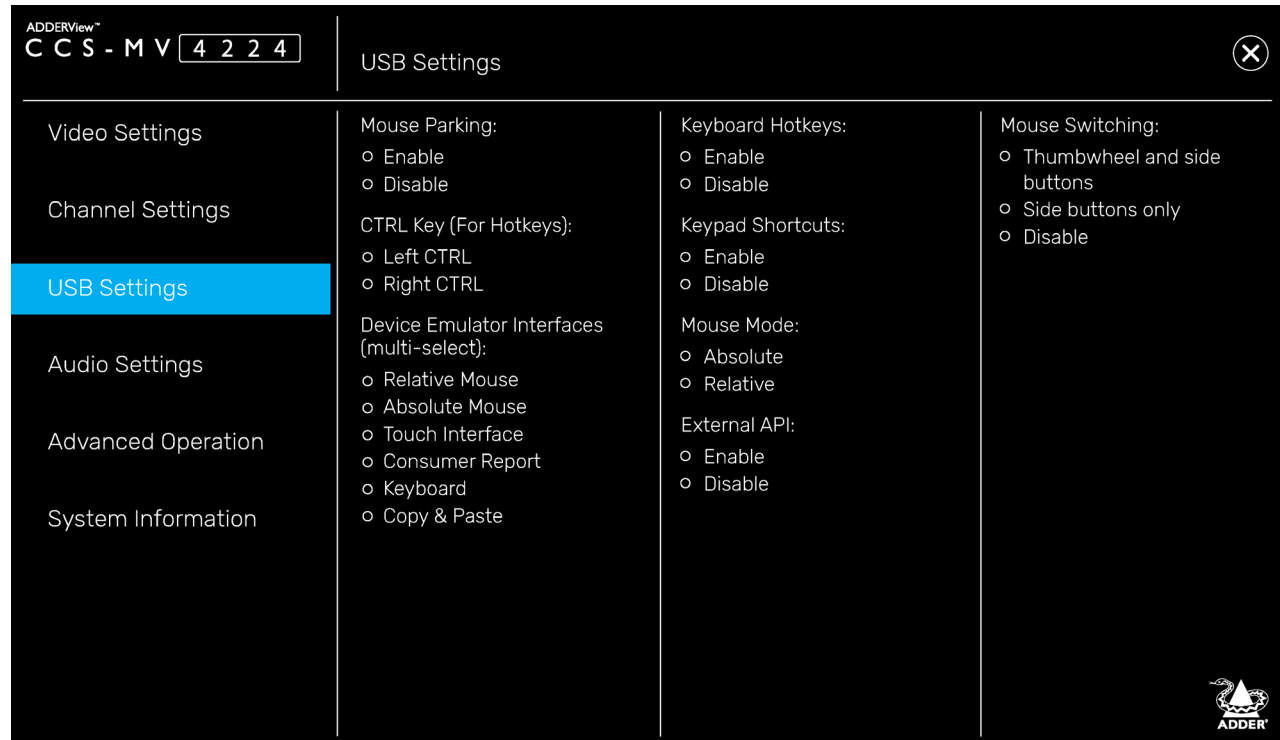 ADDERView™
CCS-MV 4224
USB Settings
Video Settings
Channel Settings
USB Settings
Audio Settings
Advanced Operation
System Information
Mouse Parking:
Enable
Disable
CTRL Key (For Hotkeys):
Left CTRL
Right CTRL
Device Emulator Interfaces
(multi-select):
Relative Mouse
Absolute Mouse
Touch Interface
Consumer Report
Keyboard
Copy & Paste
Keyboard Hotkeys:
Enable
Disable
Keypad Shortcuts:
Enable
Disable
Mouse Mode:
Absolute
Relative
External API:
Enable
Disable
Mouse Switching:
Thumbwheel and side
buttons
Side buttons only
Disable
ADDER®